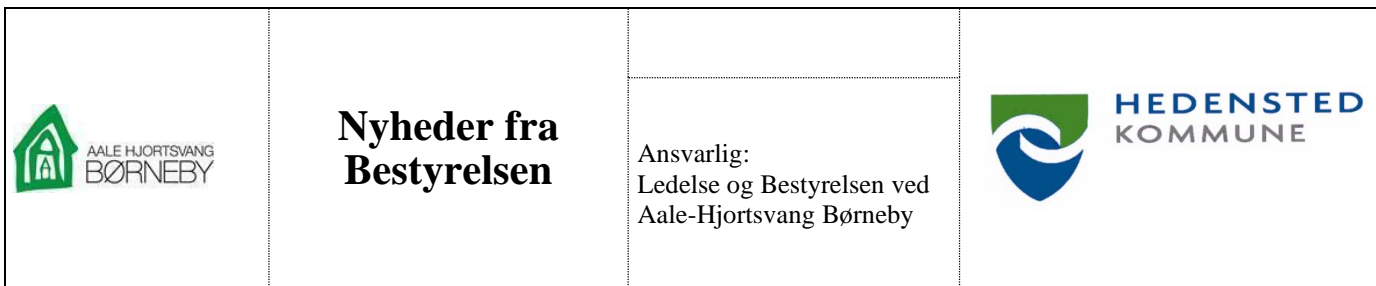 AALE HJORTSVANG
BØRNEBY
Nyheder fra
Bestyrelsen
Ansvarlig:
Ledelse og Bestyrelsen ved
Aale-Hjortsvang Børneby
HEDENSTED
KOMMUNE